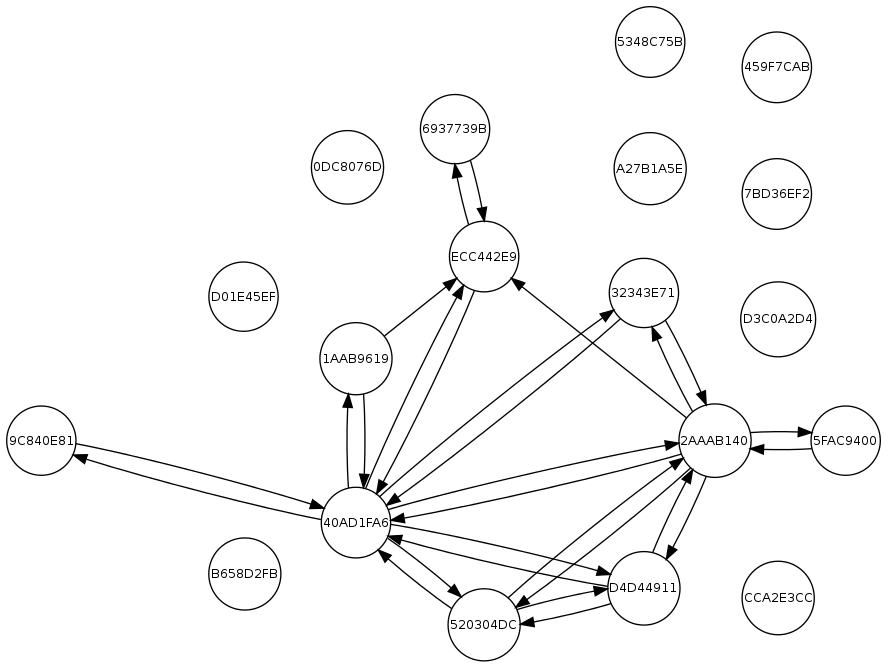 5348C75B
459F7CAB
6937739B
0DC8076D
A27B1A5E
7BD36EF2
ECC442E9
D01E45EF
32343E71
D3C0A2D4
1AAB9619
9C840E81
2AAAB140
5FAC9400
40AD1FA6
B658D2FB
D4D44911
CCA2E3CC
520304DC